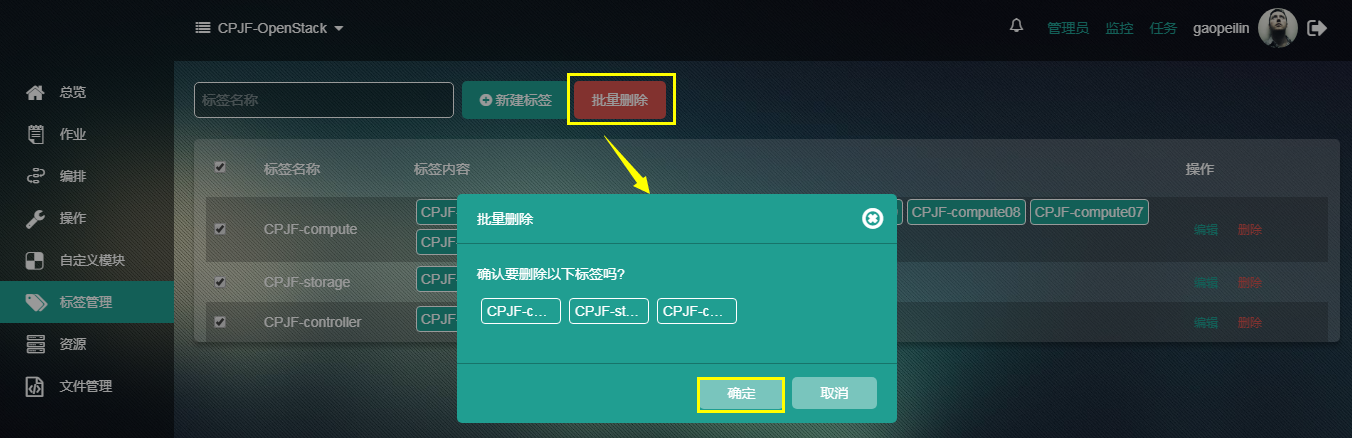 CPJF-OpenStack
管理员 监控 任务 gaopeilin
总览
作业
编排
操作
自定义模块
标签管理
资源
文件管理
标签名称 新建标签 批量删除
标签名称 标签内容 操作
CPJF-compute CPJF- CPJF-compute08 CPJF-compute07 编辑 删除
CPJF-
CPJF-storage CPJF- 编辑 删除
CPJF-controller CPJF- 编辑 删除
批量删除
确认要删除以下标签吗?
CPJF-c... CPJF-st... CPJF-c...
确定 取消